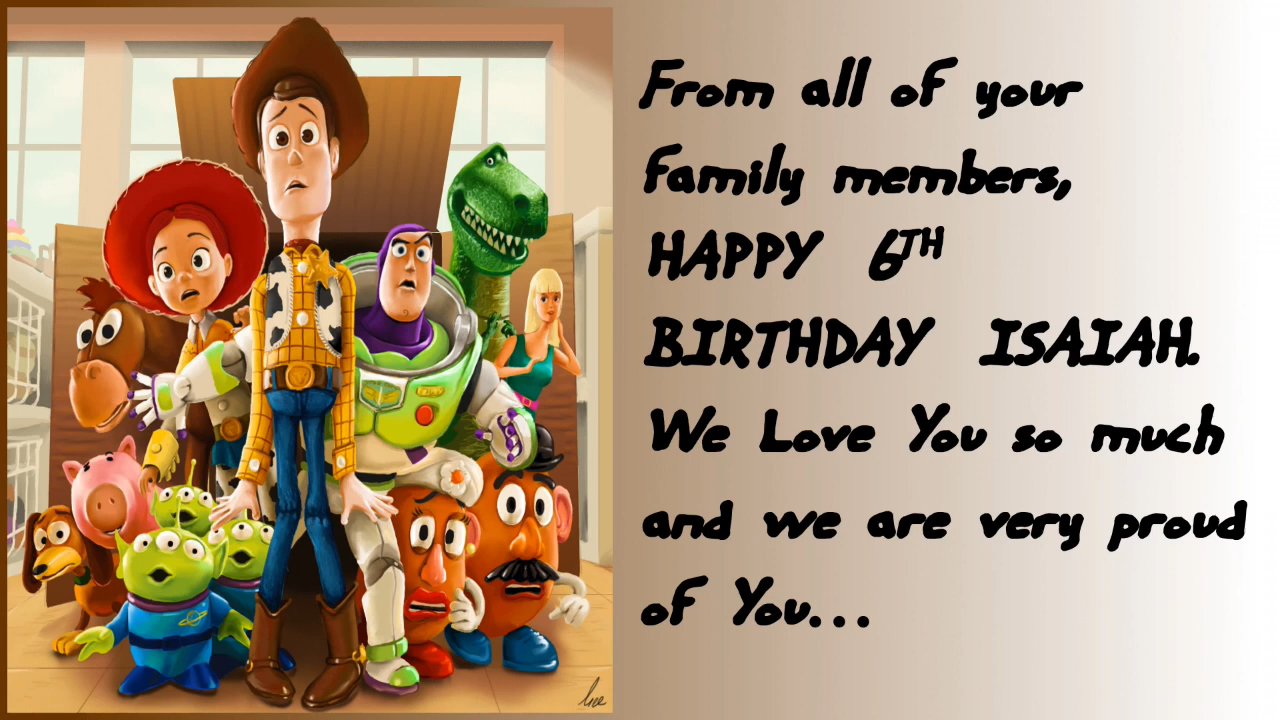 From all of your
Family members,
HAPPY 6TH
BIRTHDAY ISAIAH.
We Love You so much
and we are very proud
of You...